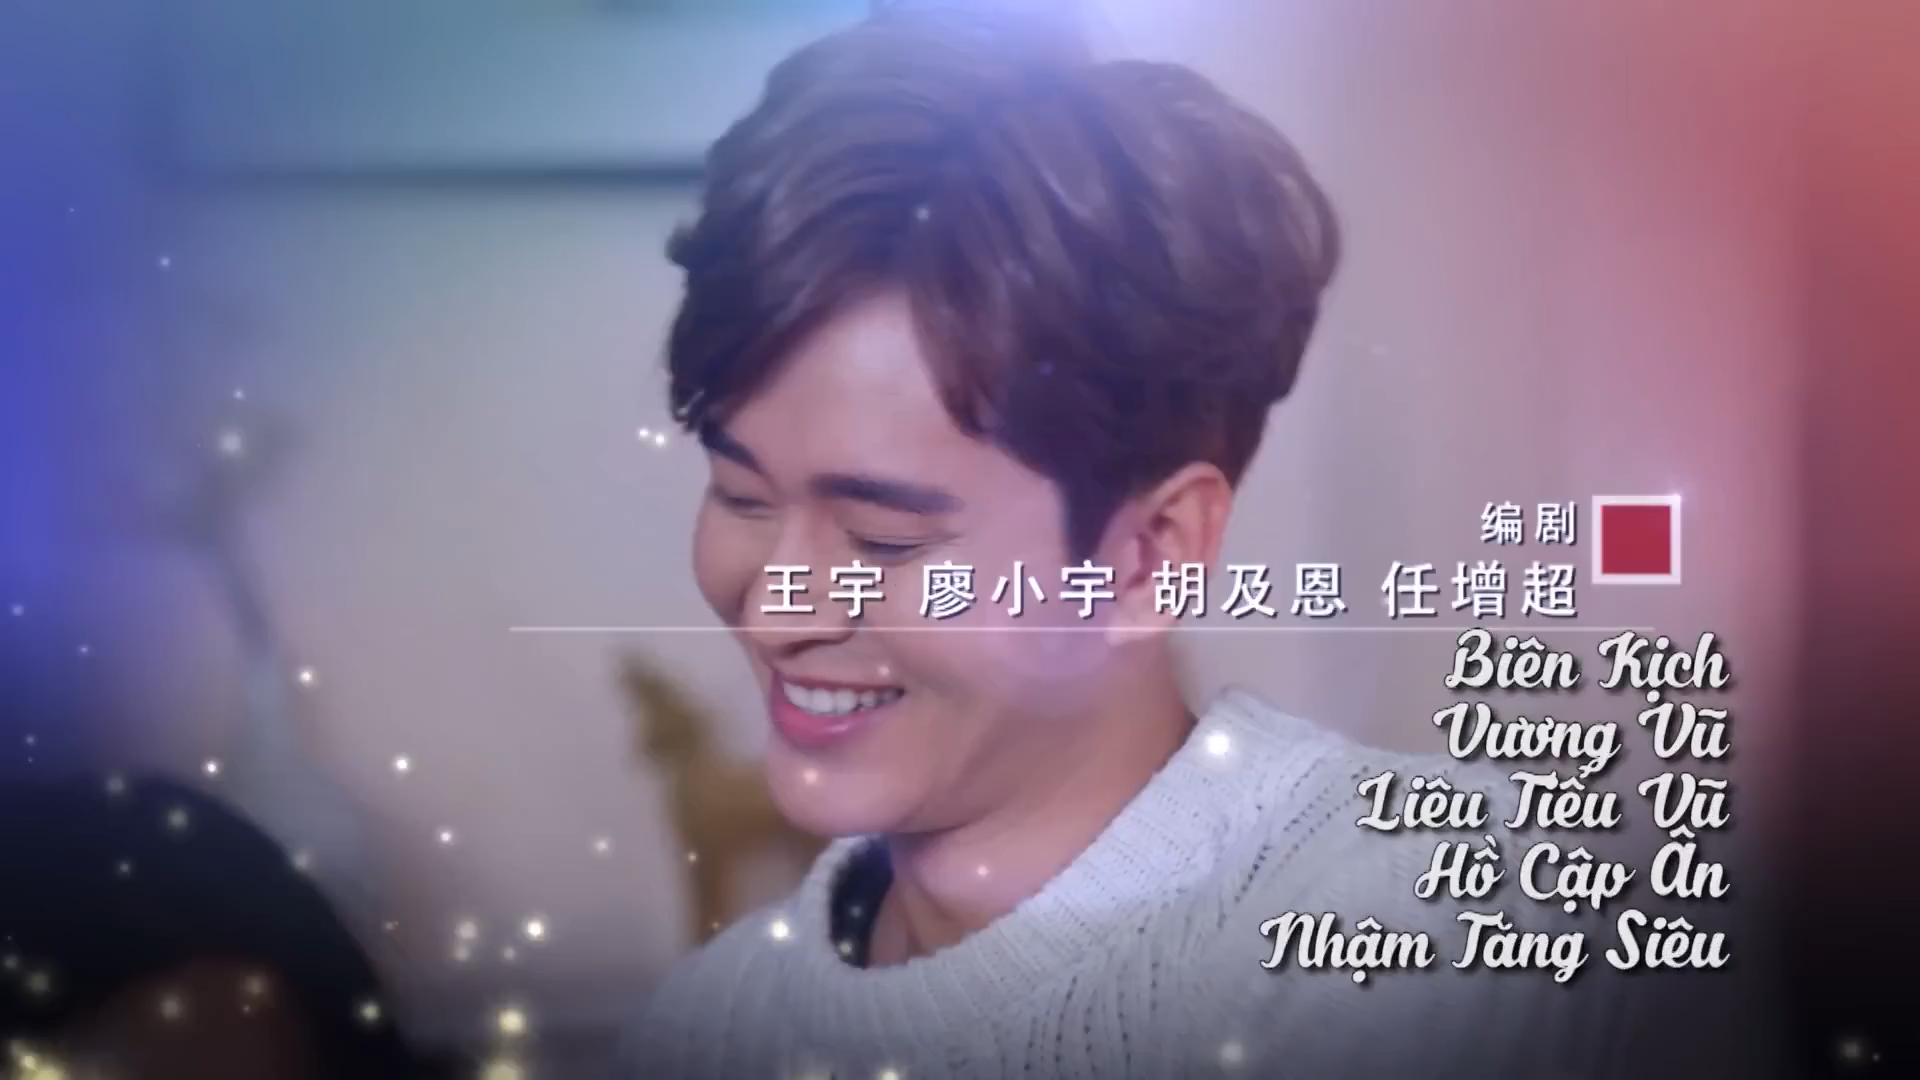 编剧
王宇 廖小宇 胡及恩 任增超
Biên Kịch
Vương Vũ
Liêu Tiểu Vũ
Hồ Cập Ân
Nhậm Tăng Siêu